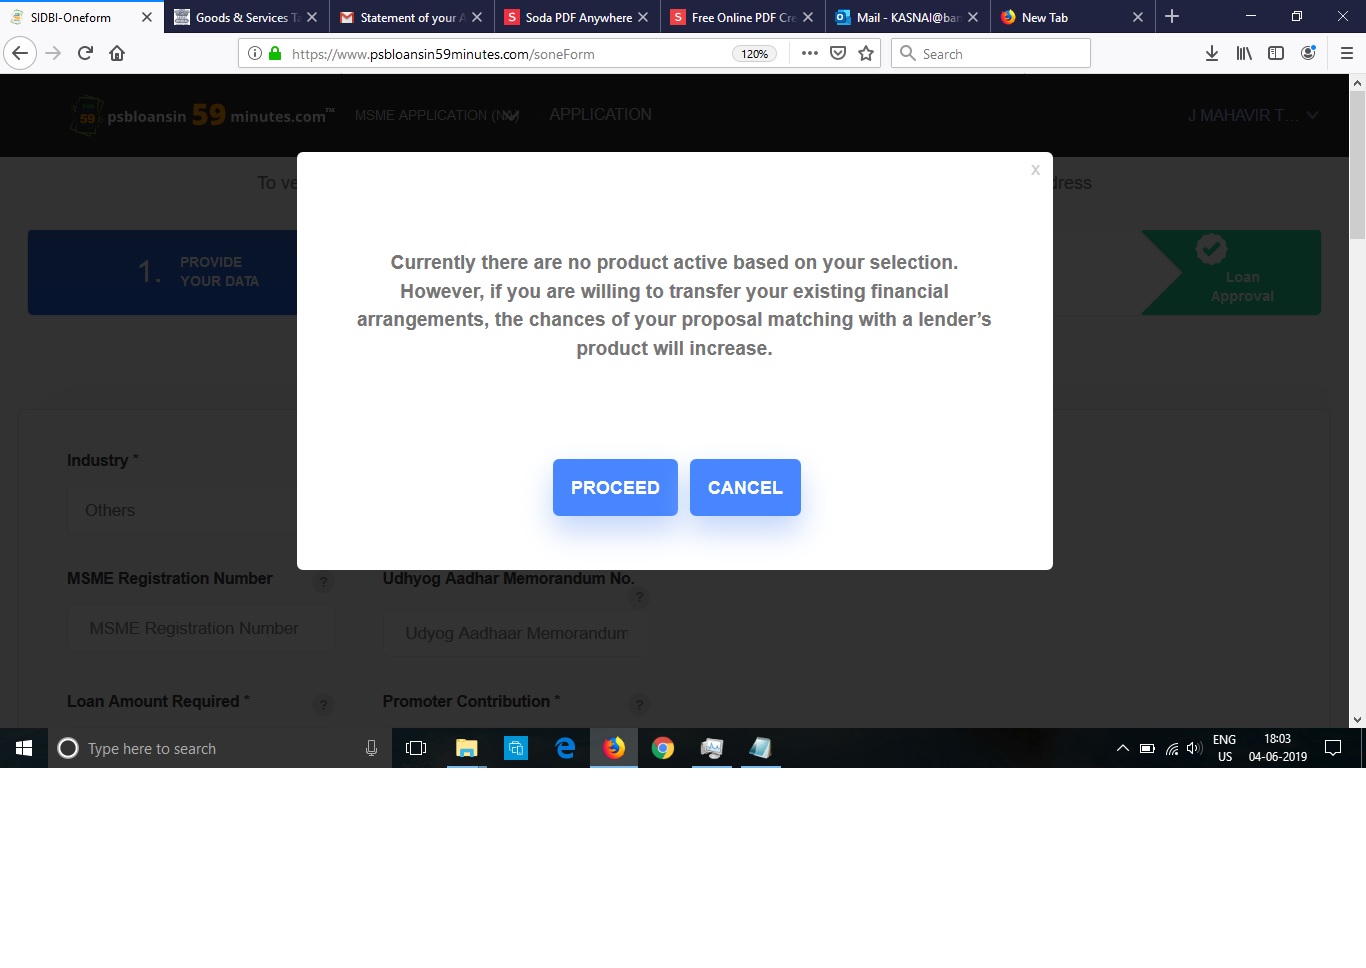 SIDBI-Oneform
Goods & Services Ta
Statement of your A
Soda PDF Anywhere
Free Online PDF Cre
Mail - KASNAI@ban
New Tab
https://www.psbloansin59minutes.com/soneForm
120%
Search
psbloansin 59 minutes.com™
MSME APPLICATION
APPLICATION
J MAHAVIR T...
To ve
dress
x
1. PROVIDE
YOUR DATA
Loan
Approval
Currently there are no product active based on your selection.
However, if you are willing to transfer your existing financial
arrangements, the chances of your proposal matching with a lender’s
product will increase.
PROCEED
CANCEL
Industry *
Others
MSME Registration Number ?
Udhyog Aadhar Memorandum No. ?
MSME Registration Number
Udyog Aadhaar Memorandum
Loan Amount Required * ?
Promoter Contribution * ?
Type here to search
ENG
US
18:03
04-06-2019